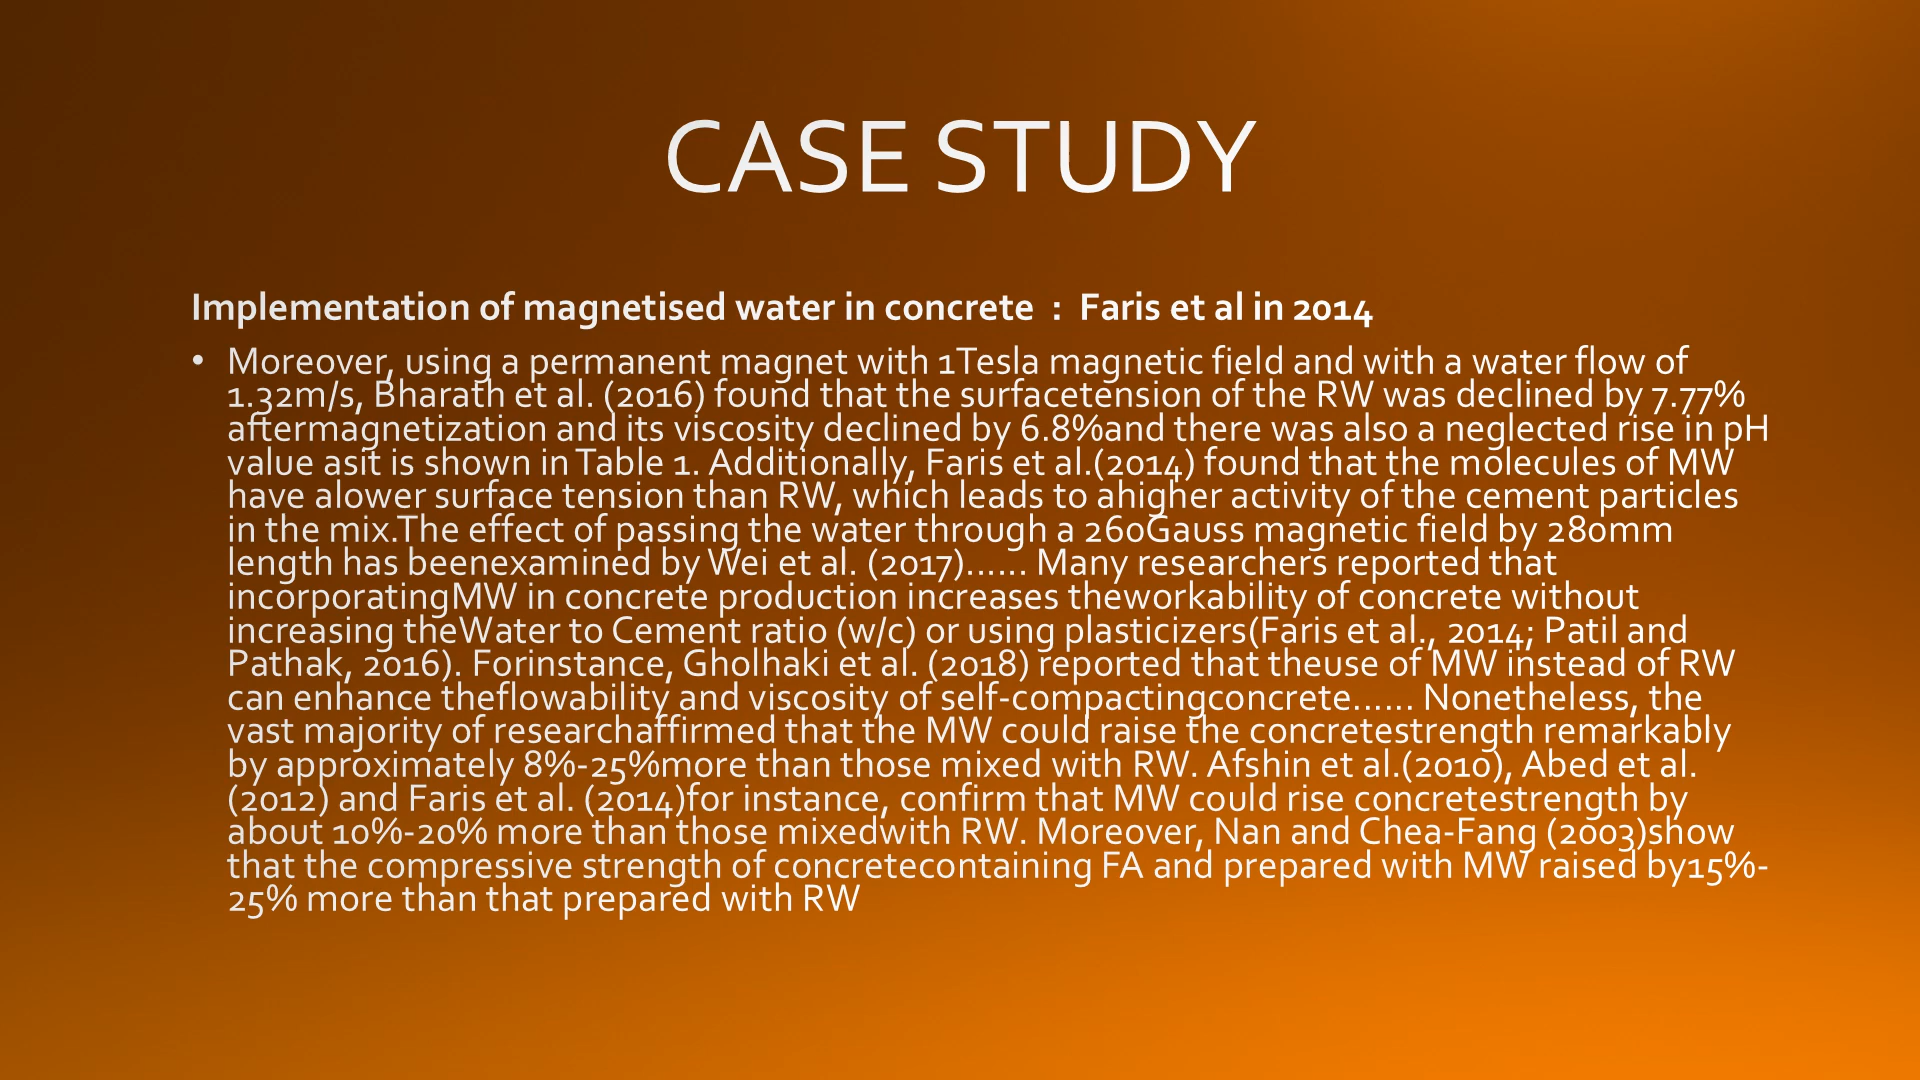 CASE STUDY
Implementation of magnetised water in concrete : Faris et al in 2014
• Moreover, using a permanent magnet with 1Tesla magnetic field and with a water flow of
1.32m/s, Bharath et al. (2016) found that the surfacetension of the RW was declined by 7.77%
aftermagnetization and its viscosity declined by 6.8%and there was also a neglected rise in pH
value asit is shown in Table 1. Additionally, Faris et al.(2014) found that the molecules of MW
have alower surface tension than RW, which leads to ahigher activity of the cement particles
in the mix.The effect of passing the water through a 260Gauss magnetic field by 280mm
length has beenexamined by Wei et al. (2017)...... Many researchers reported that
incorporatingMW in concrete production increases theworkability of concrete without
increasing theWater to Cement ratio (w/c) or using plasticizers(Faris et al., 2014; Patil and
Pathak, 2016). Forinstance, Gholhaki et al. (2018) reported that theuse of MW instead of RW
can enhance theflowability and viscosity of self-compactingconcrete...... Nonetheless, the
vast majority of researchaffirmed that the MW could raise the concretestrength remarkably
by approximately 8%-25%more than those mixed with RW. Afshin et al.(2010), Abed et al.
(2012) and Faris et al. (2014)for instance, confirm that MW could rise concretestrength by
about 10%-20% more than those mixedwith RW. Moreover, Nan and Chea-Fang (2003)show
that the compressive strength of concretecontaining FA and prepared with MW raised by15%-
25% more than that prepared with RW